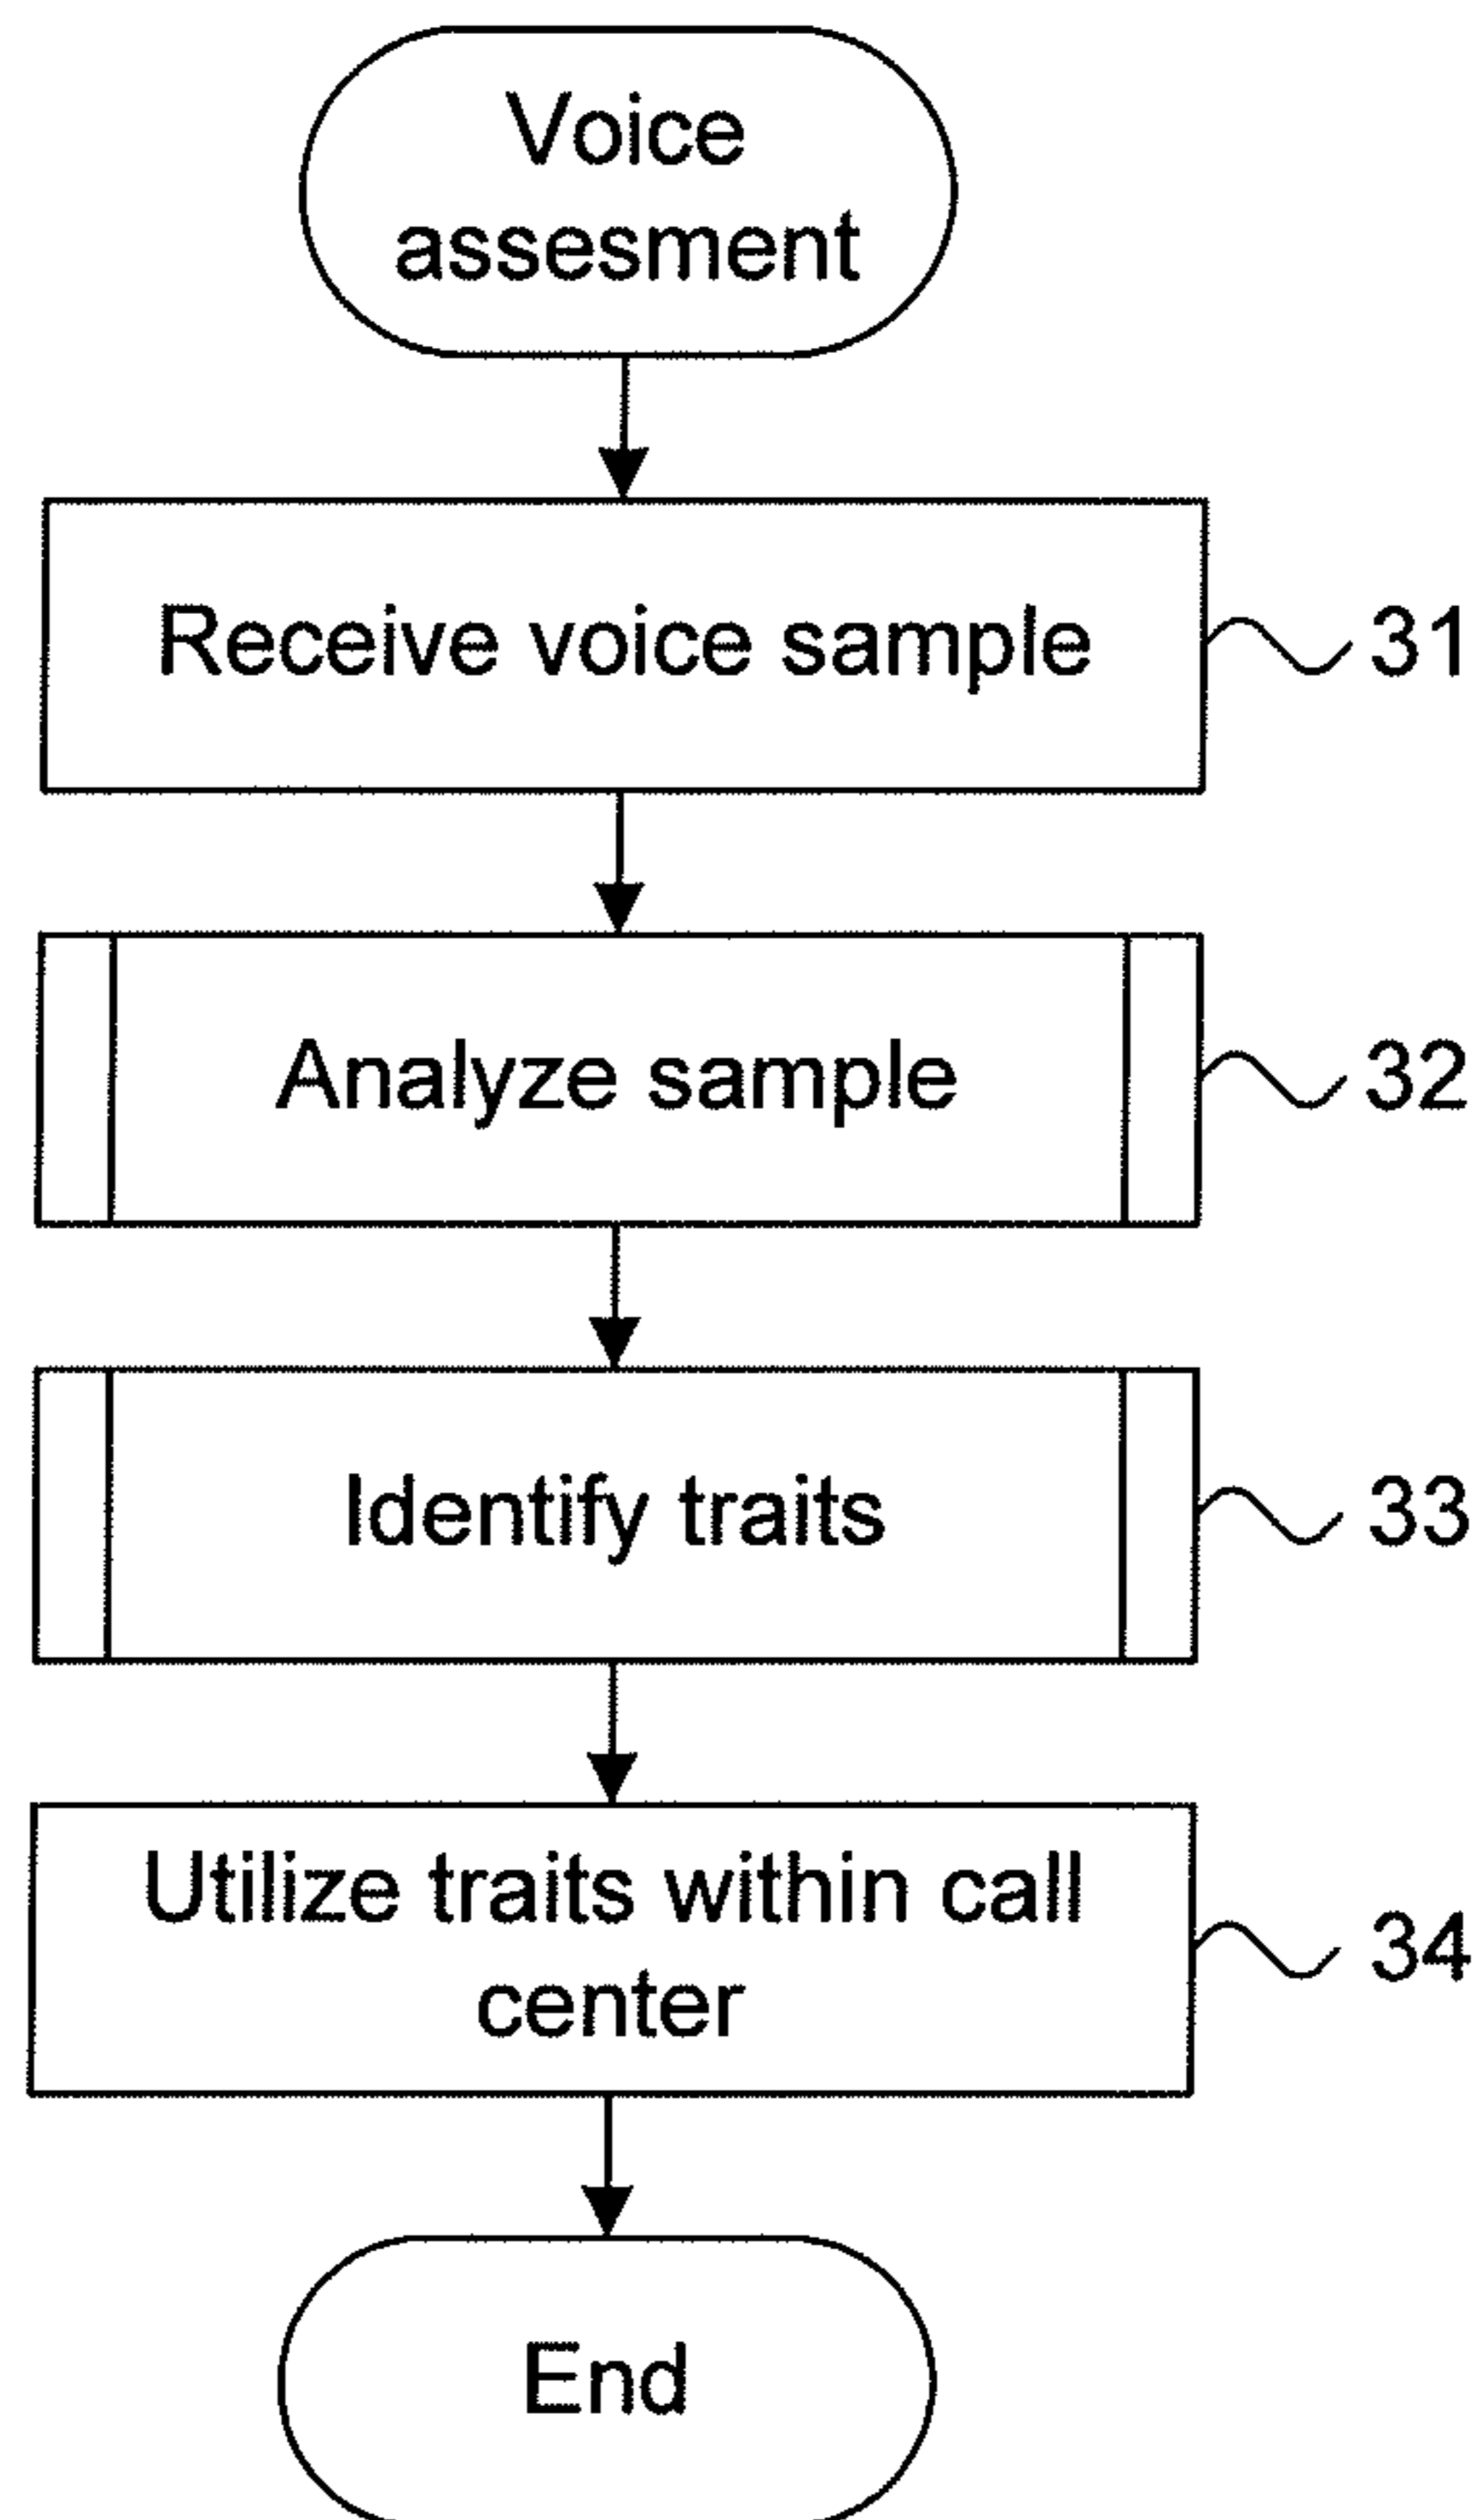 Voice
assesment
Receive voice sample
31
Analyze sample
32
Identify traits
33
Utilize traits within call
center
34
End